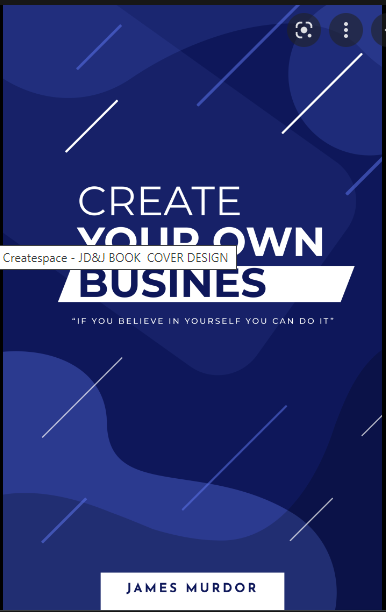 CREATE
YOUR OWN
Createspace - JD&J BOOK COVER DESIGN
BUSINES
“IF YOU BELIEVE IN YOURSELF YOU CAN DO IT”
JAMES MURDOR